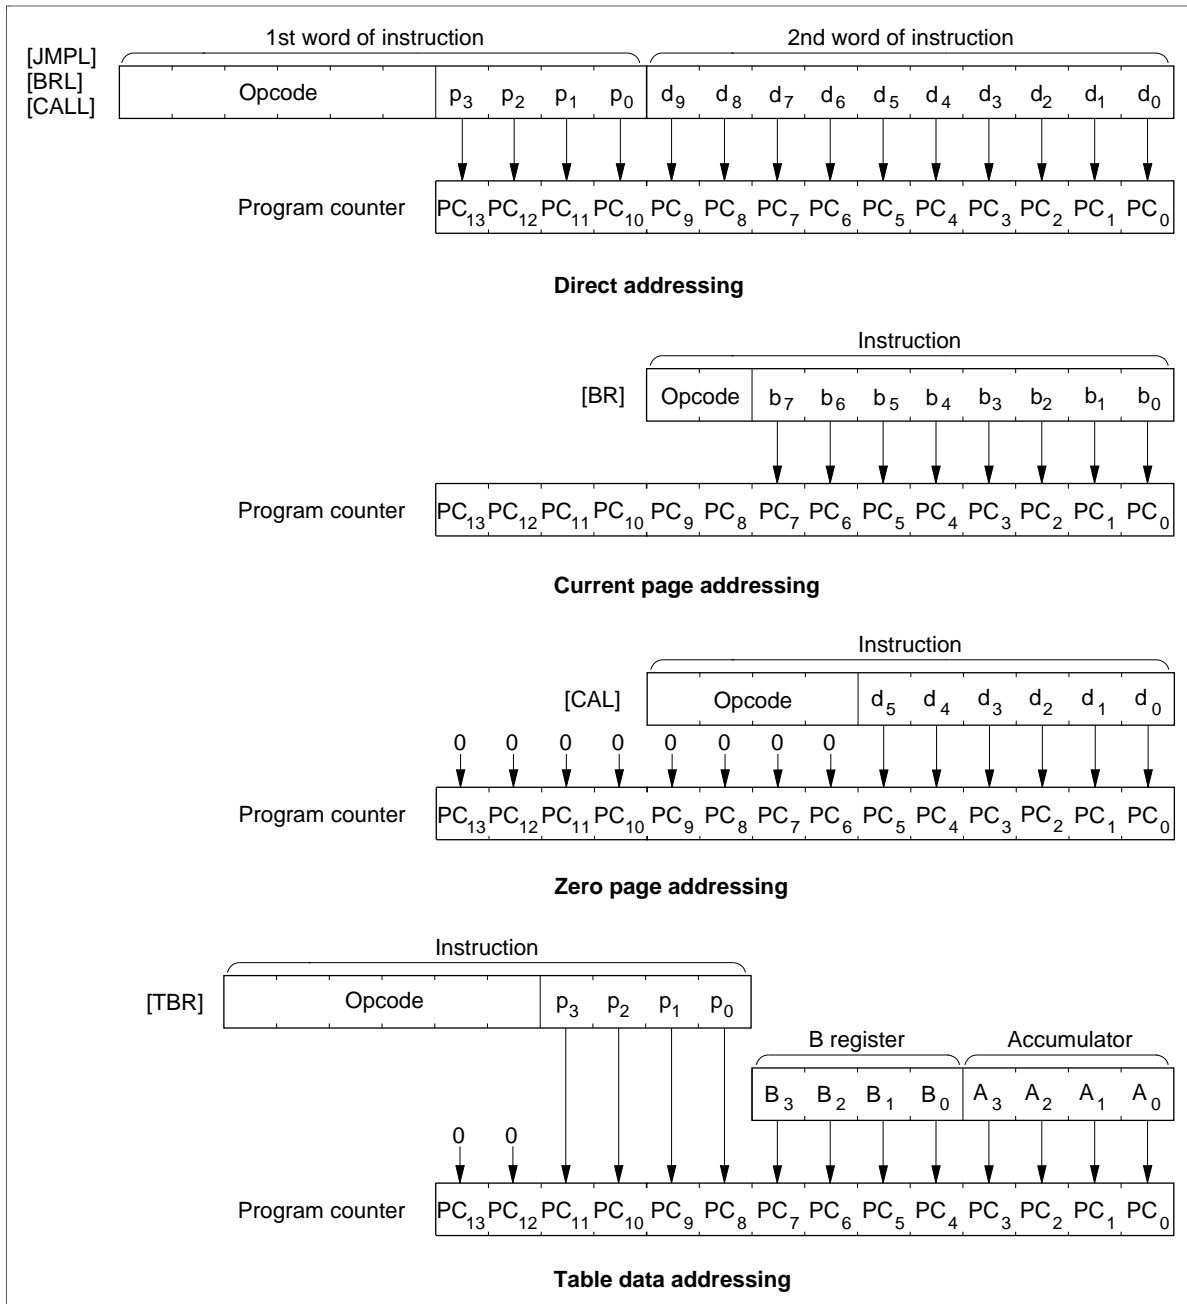 1st word of instruction 2nd word of instruction
[JMPL]
[BRL]
[CALL]
Opcode p3 p2 p1 p0 d9 d8 d7 d6 d5 d4 d3 d2 d1 d0
Program counter PC13 PC12 PC11 PC10 PC9 PC8 PC7 PC6 PC5 PC4 PC3 PC2 PC1 PC0
Direct addressing
Instruction
[BR] Opcode b7 b6 b5 b4 b3 b2 b1 b0
Program counter PC13 PC12 PC11 PC10 PC9 PC8 PC7 PC6 PC5 PC4 PC3 PC2 PC1 PC0
Current page addressing
Instruction
[CAL] Opcode d5 d4 d3 d2 d1 d0
0 0 0 0 0 0 0 0
Program counter PC13 PC12 PC11 PC10 PC9 PC8 PC7 PC6 PC5 PC4 PC3 PC2 PC1 PC0
Zero page addressing
Instruction
[TBR] Opcode p3 p2 p1 p0
B register Accumulator
B3 B2 B1 B0 A3 A2 A1 A0
0 0
Program counter PC13 PC12 PC11 PC10 PC9 PC8 PC7 PC6 PC5 PC4 PC3 PC2 PC1 PC0
Table data addressing